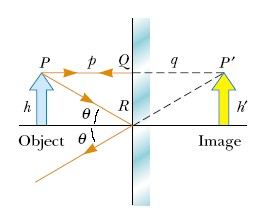 P p Q q P′
R
h θ h′
Object θ Image